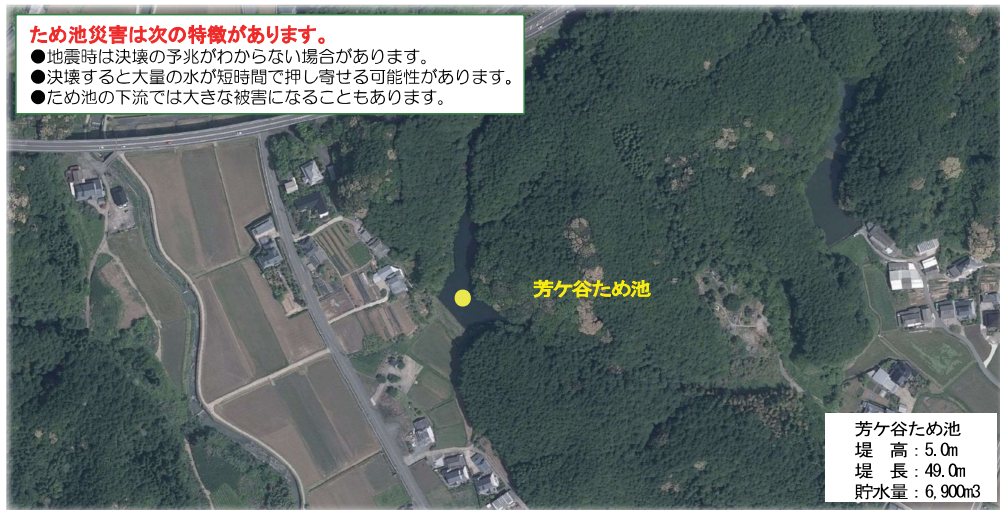 ため池災害は次の特徴があります。
●地震時は決壊の予兆がわからない場合があります。
●決壊すると大量の水が短時間で押し寄せる可能性があります。
●ため池の下流では大きな被害になることもあります。
芳ケ谷ため池
芳ケ谷ため池
堤　高：5.0m
堤　長：49.0m
貯水量：6,900m3